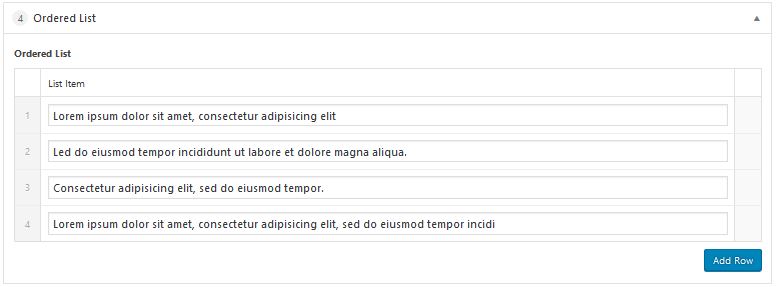 4 Ordered List
Ordered List
List Item
1 Lorem ipsum dolor sit amet, consectetur adipisicing elit
2 Led do eiusmod tempor incididunt ut labore et dolore magna aliqua.
3 Consectetur adipisicing elit, sed do eiusmod tempor.
4 Lorem ipsum dolor sit amet, consectetur adipisicing elit, sed do eiusmod tempor incidi
Add Row